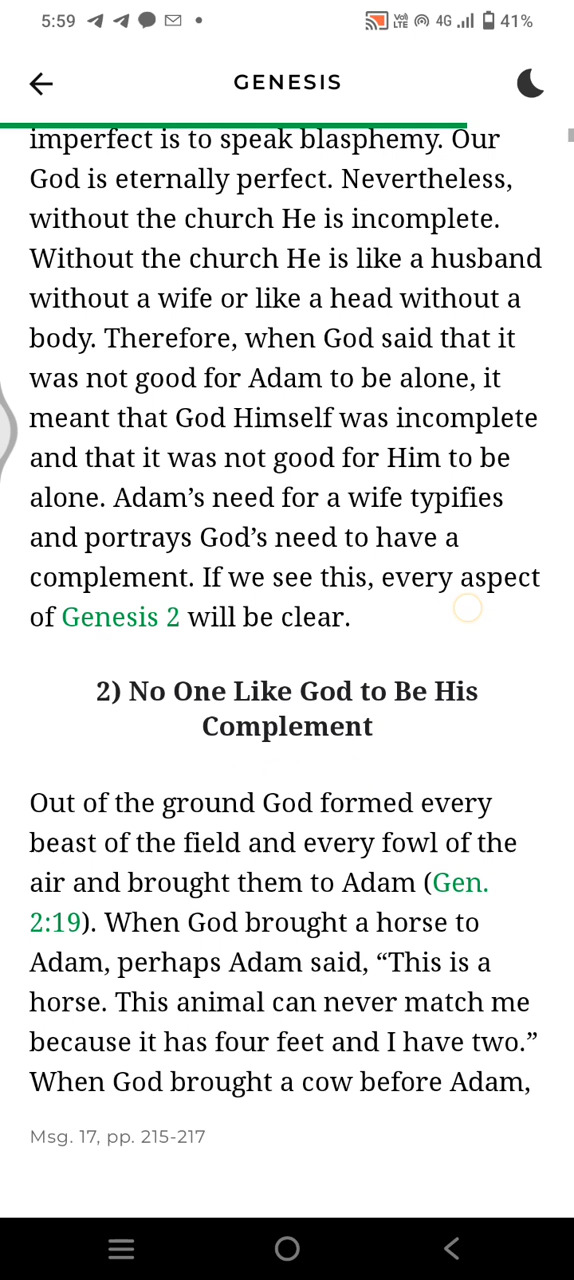 5:59
VoI) LTE 4G 41%
GENESIS
imperfect is to speak blasphemy. Our
God is eternally perfect. Nevertheless,
without the church He is incomplete.
Without the church He is like a husband
without a wife or like a head without a
body. Therefore, when God said that it
was not good for Adam to be alone, it
meant that God Himself was incomplete
and that it was not good for Him to be
alone. Adam’s need for a wife typifies
and portrays God’s need to have a
complement. If we see this, every aspect
of Genesis 2 will be clear.
2) No One Like God to Be His
Complement
Out of the ground God formed every
beast of the field and every fowl of the
air and brought them to Adam (Gen.
2:19). When God brought a horse to
Adam, perhaps Adam said, “This is a
horse. This animal can never match me
because it has four feet and I have two.”
When God brought a cow before Adam,
Msg. 17, pp. 215-217